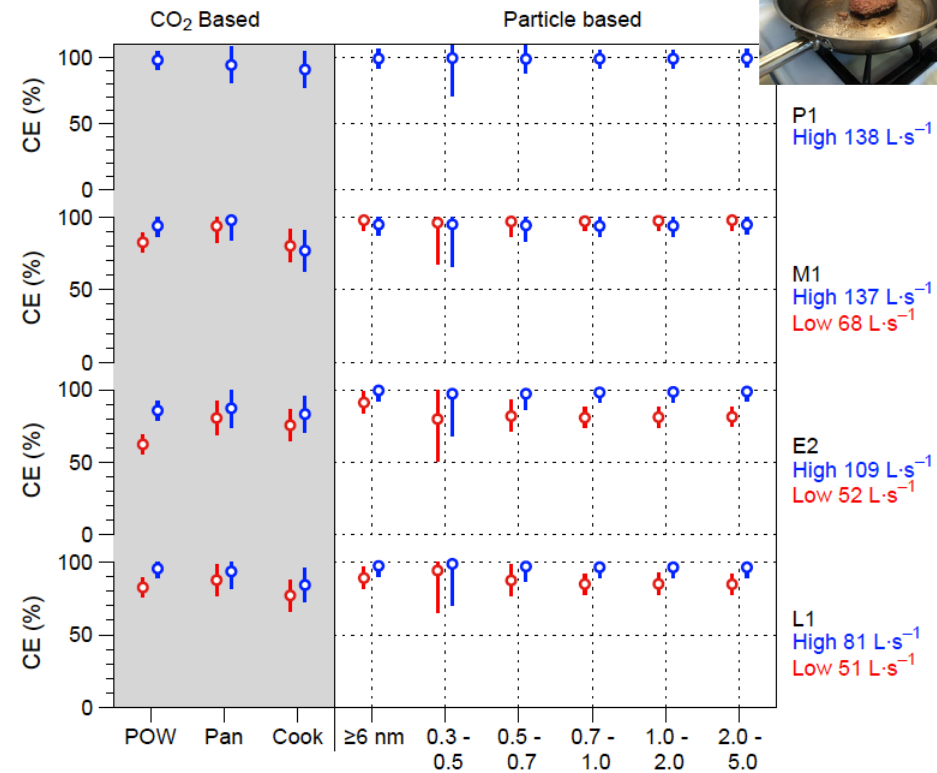 CO₂ Based
Particle based
CE (%)
100
50
0
P1
High 138 L·s⁻¹
CE (%)
100
50
0
M1
High 137 L·s⁻¹
Low 68 L·s⁻¹
CE (%)
100
50
0
E2
High 109 L·s⁻¹
Low 52 L·s⁻¹
CE (%)
100
50
0
L1
High 81 L·s⁻¹
Low 51 L·s⁻¹
POW
Pan
Cook
≥6 nm
0.3 -
0.5
0.5 -
0.7
0.7 -
1.0
1.0 -
2.0
2.0 -
5.0